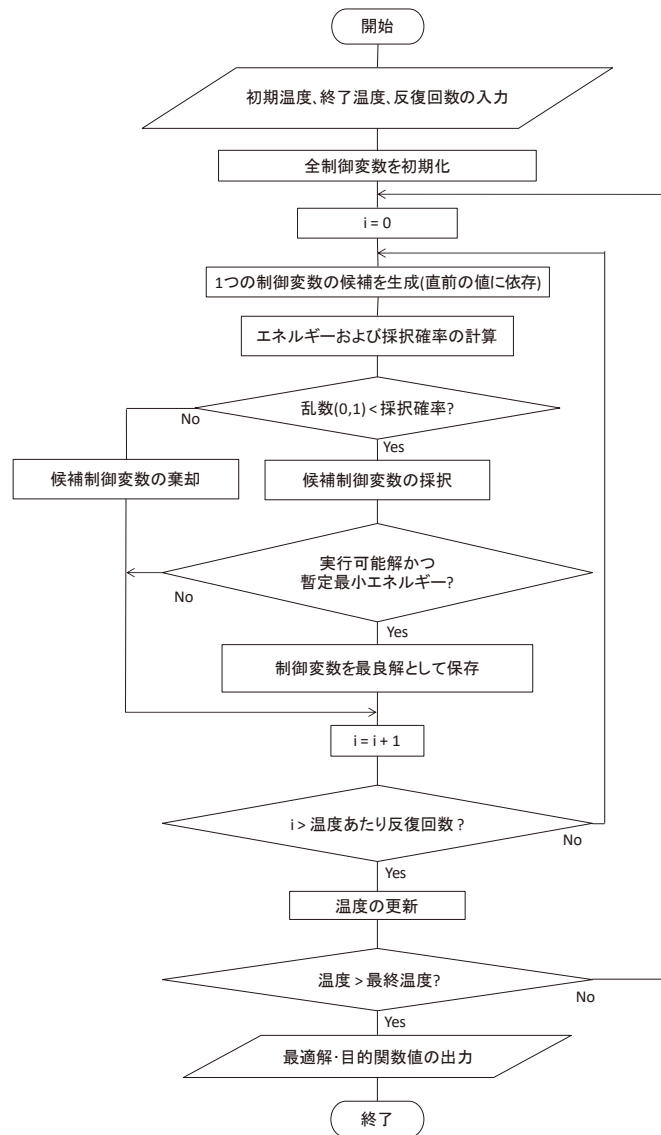 開始
初期温度、終了温度、反復回数の入力
全制御変数を初期化
i = 0
1つの制御変数の候補を生成(直前の値に依存)
エネルギーおよび採択確率の計算
乱数(0,1) < 採択確率?
No
Yes
候補制御変数の棄却
候補制御変数の採択
実行可能解かつ
暫定最小エネルギー?
No
Yes
制御変数を最良解として保存
i = i + 1
i > 温度あたり反復回数 ?
No
Yes
温度の更新
温度 > 最終温度?
No
Yes
最適解・目的関数値の出力
終了